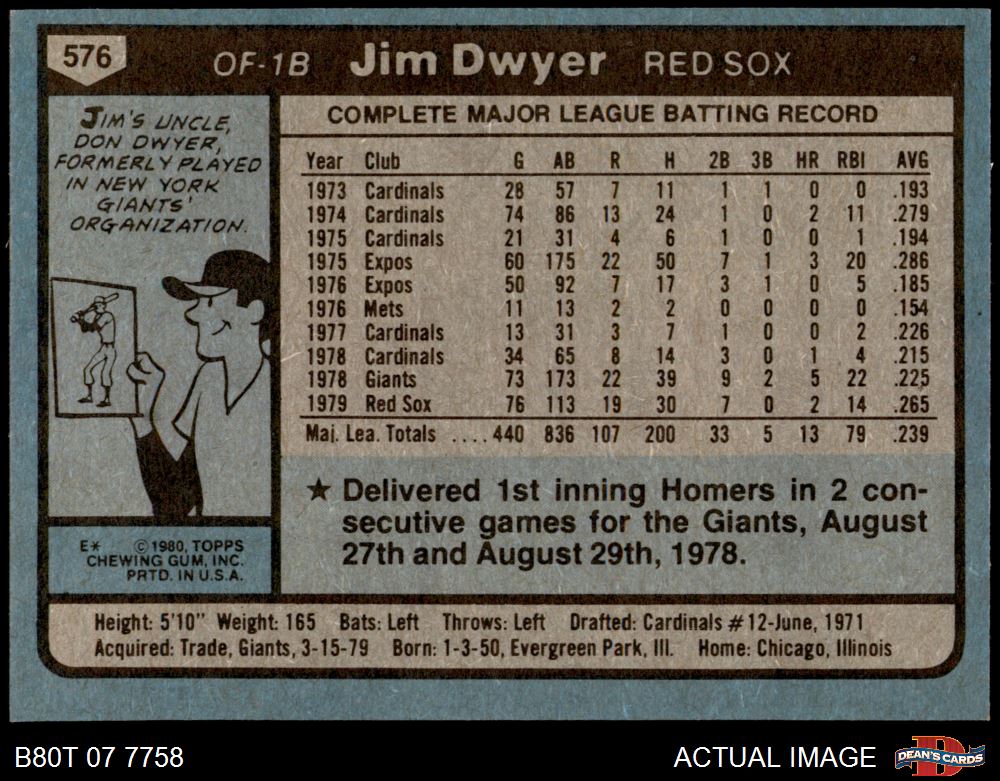 576
OF-1B Jim Dwyer RED SOX
JIM'S UNCLE,
DON DWYER,
FORMERLY PLAYED
IN NEW YORK
GIANTS'
ORGANIZATION.
COMPLETE MAJOR LEAGUE BATTING RECORD
Year Club G AB R H 2B 3B HR RBI AVG
1973 Cardinals 28 57 7 11 1 1 0 0 .193
1974 Cardinals 74 86 13 24 1 0 2 11 .279
1975 Cardinals 21 31 4 6 1 0 0 1 .194
1975 Expos 60 175 22 50 7 1 3 20 .286
1976 Expos 50 92 7 17 3 1 0 5 .185
1976 Mets 11 13 2 2 0 0 0 0 .154
1977 Cardinals 13 31 3 7 1 0 0 2 .226
1978 Cardinals 34 65 8 14 3 0 1 4 .215
1978 Giants 73 173 22 39 9 2 5 22 .225
1979 Red Sox 76 113 19 30 7 0 2 14 .265
Maj. Lea. Totals ....440 836 107 200 33 5 13 79 .239
★ Delivered 1st inning Homers in 2 con-
secutive games for the Giants, August
27th and August 29th, 1978.
E* ©1980, TOPPS
CHEWING GUM, INC.
PRTD. IN U.S.A.
Height: 5'10" Weight: 165 Bats: Left Throws: Left Drafted: Cardinals #12-June, 1971
Acquired: Trade, Giants, 3-15-79 Born: 1-3-50, Evergreen Park, Ill. Home: Chicago, Illinois
B80T 07 7758 ACTUAL IMAGE
D
DEAN'S CARDS